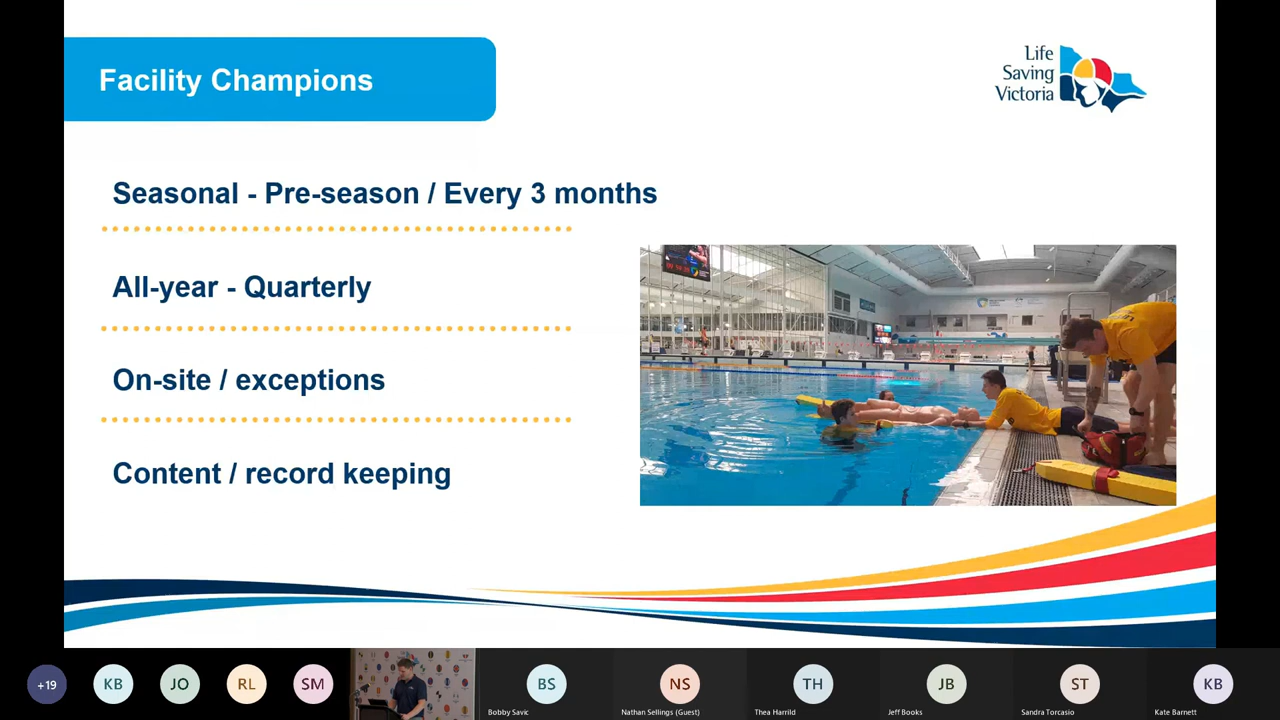 Facility Champions
Life
Saving
Victoria
Seasonal - Pre-season / Every 3 months
All-year - Quarterly
On-site / exceptions
Content / record keeping
+19
KB
JO
RL
SM
BS
NS
TH
JB
ST
KB
Bobby Savic
Nathan Sellings (Guest)
Thea Harrild
Jeff Books
Sandra Torcasio
Kate Barnett